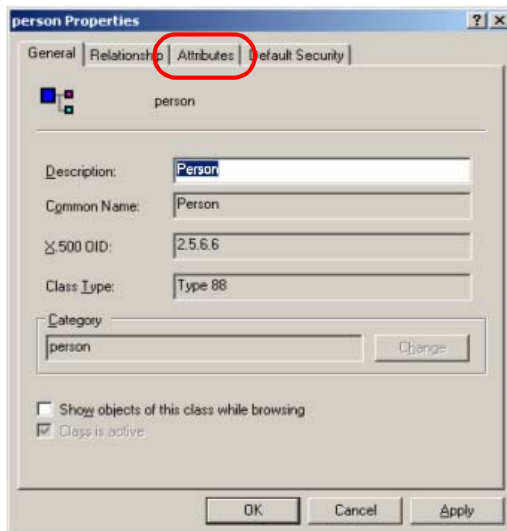 person Properties
General Relationship Attributes Default Security
person
Description: Person
Common Name: Person
X.500 OID: 2.5.6.6
Class Type: Type 88
Category
person Change
Show objects of this class while browsing
Class is active
OK Cancel Apply